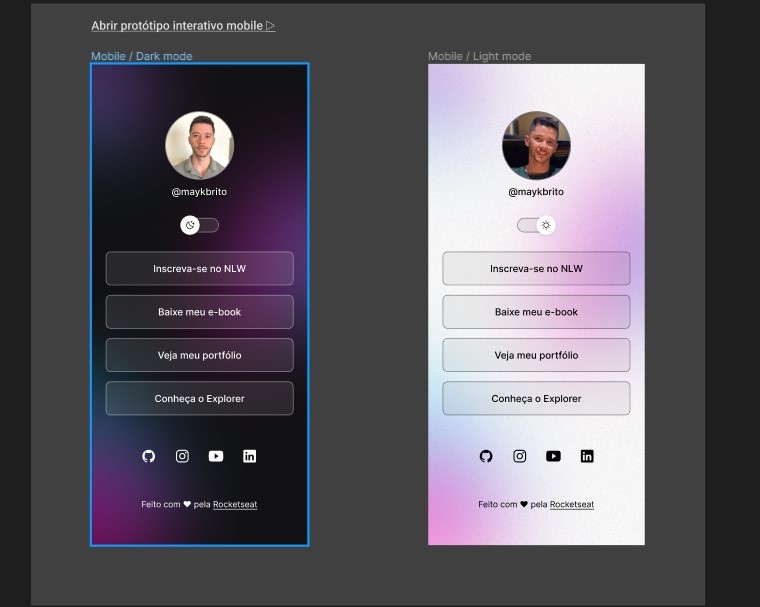 Abrir protótipo interativo mobile ▷
Mobile / Dark mode
@maykbrito
Inscreva-se no NLW
Baixe meu e-book
Veja meu portfólio
Conheça o Explorer
Feito com ♥ pela Rocketseat
Mobile / Light mode
@maykbrito
Inscreva-se no NLW
Baixe meu e-book
Veja meu portfólio
Conheça o Explorer
Feito com ♥ pela Rocketseat